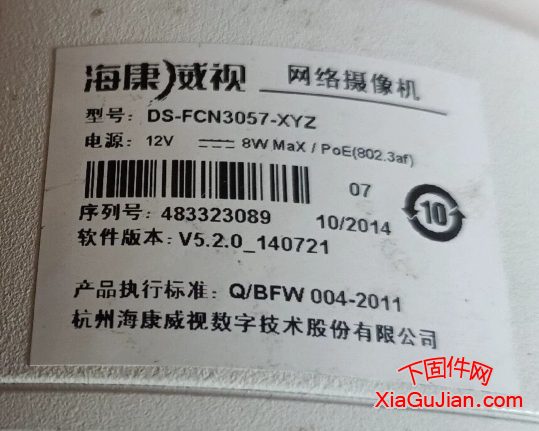 海康威视 网络摄像机
型号: DS-FCN3057-XYZ
电源: 12V ⎓ 8W MaX / PoE(802.3af)
07
序列号: 483323089 10/2014
10
软件版本: V5.2.0_140721
产品执行标准: Q/BFW 004-2011
杭州海康威视数字技术股份有限公司
下固件网
XiaGuJian.com